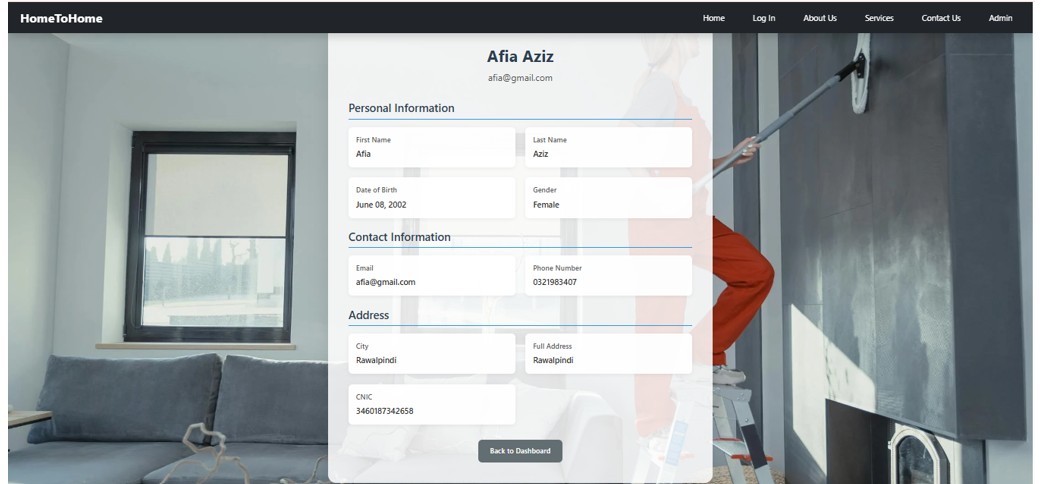 HomeToHome Home Log In About Us Services Contact Us Admin
Afia Aziz
afia@gmail.com
Personal Information
First Name Last Name
Afia Aziz
Date of Birth Gender
June 08, 2002 Female
Contact Information
Email Phone Number
afia@gmail.com 0321983407
Address
City Full Address
Rawalpindi Rawalpindi
CNIC
3460187342658
Back to Dashboard